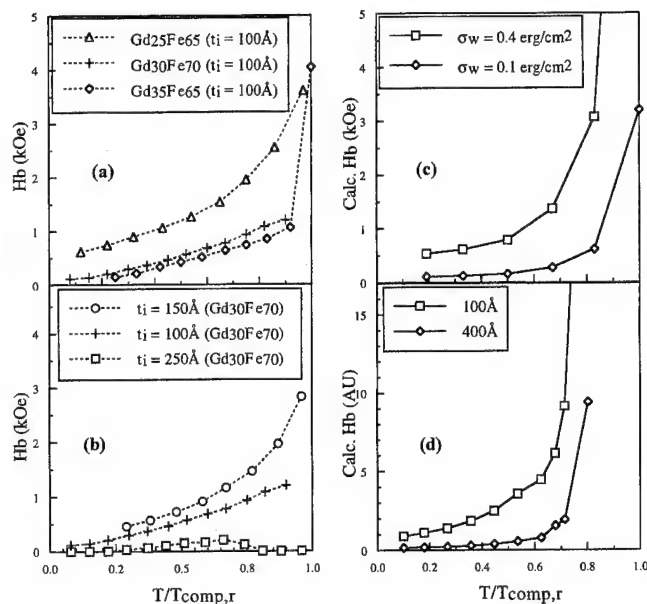 Gd25Fe65 (ti = 100Å)
Gd30Fe70 (ti = 100Å)
Gd35Fe65 (ti = 100Å)
(a)
Hb (kOe)
5
4
3
2
1
0
σw = 0.4 erg/cm2
σw = 0.1 erg/cm2
(c)
Calc. Hb (kOe)
5
4
3
2
1
0
ti = 150Å (Gd30Fe70)
ti = 100Å (Gd30Fe70)
ti = 250Å (Gd30Fe70)
(b)
Hb (kOe)
4
3
2
1
0
0.0 0.2 0.5 0.8 1.0
T/Tcomp,r
100Å
400Å
(d)
Calc. Hb (AU)
10
5
0
0.0 0.2 0.4 0.6 0.8 1.0
T/Tcomp,r